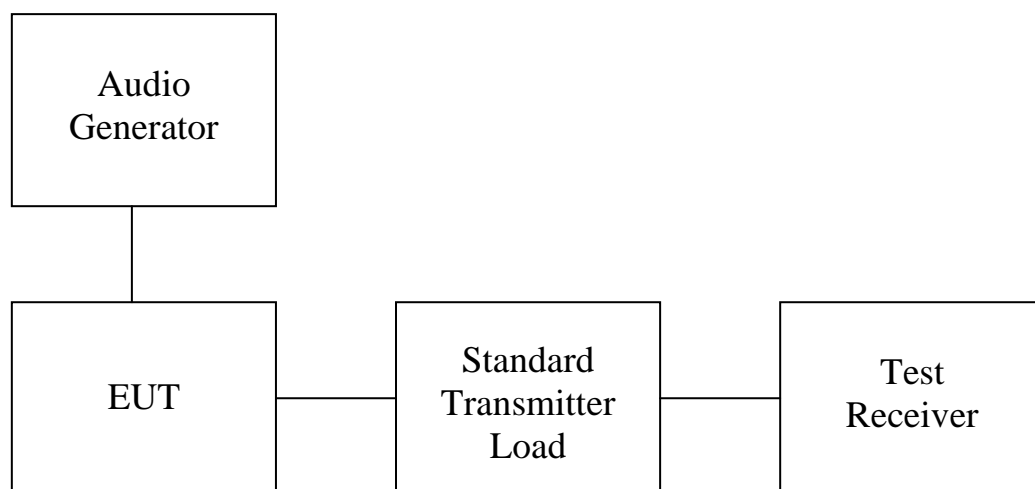 Audio
Generator
EUT
Standard
Transmitter
Load
Test
Receiver